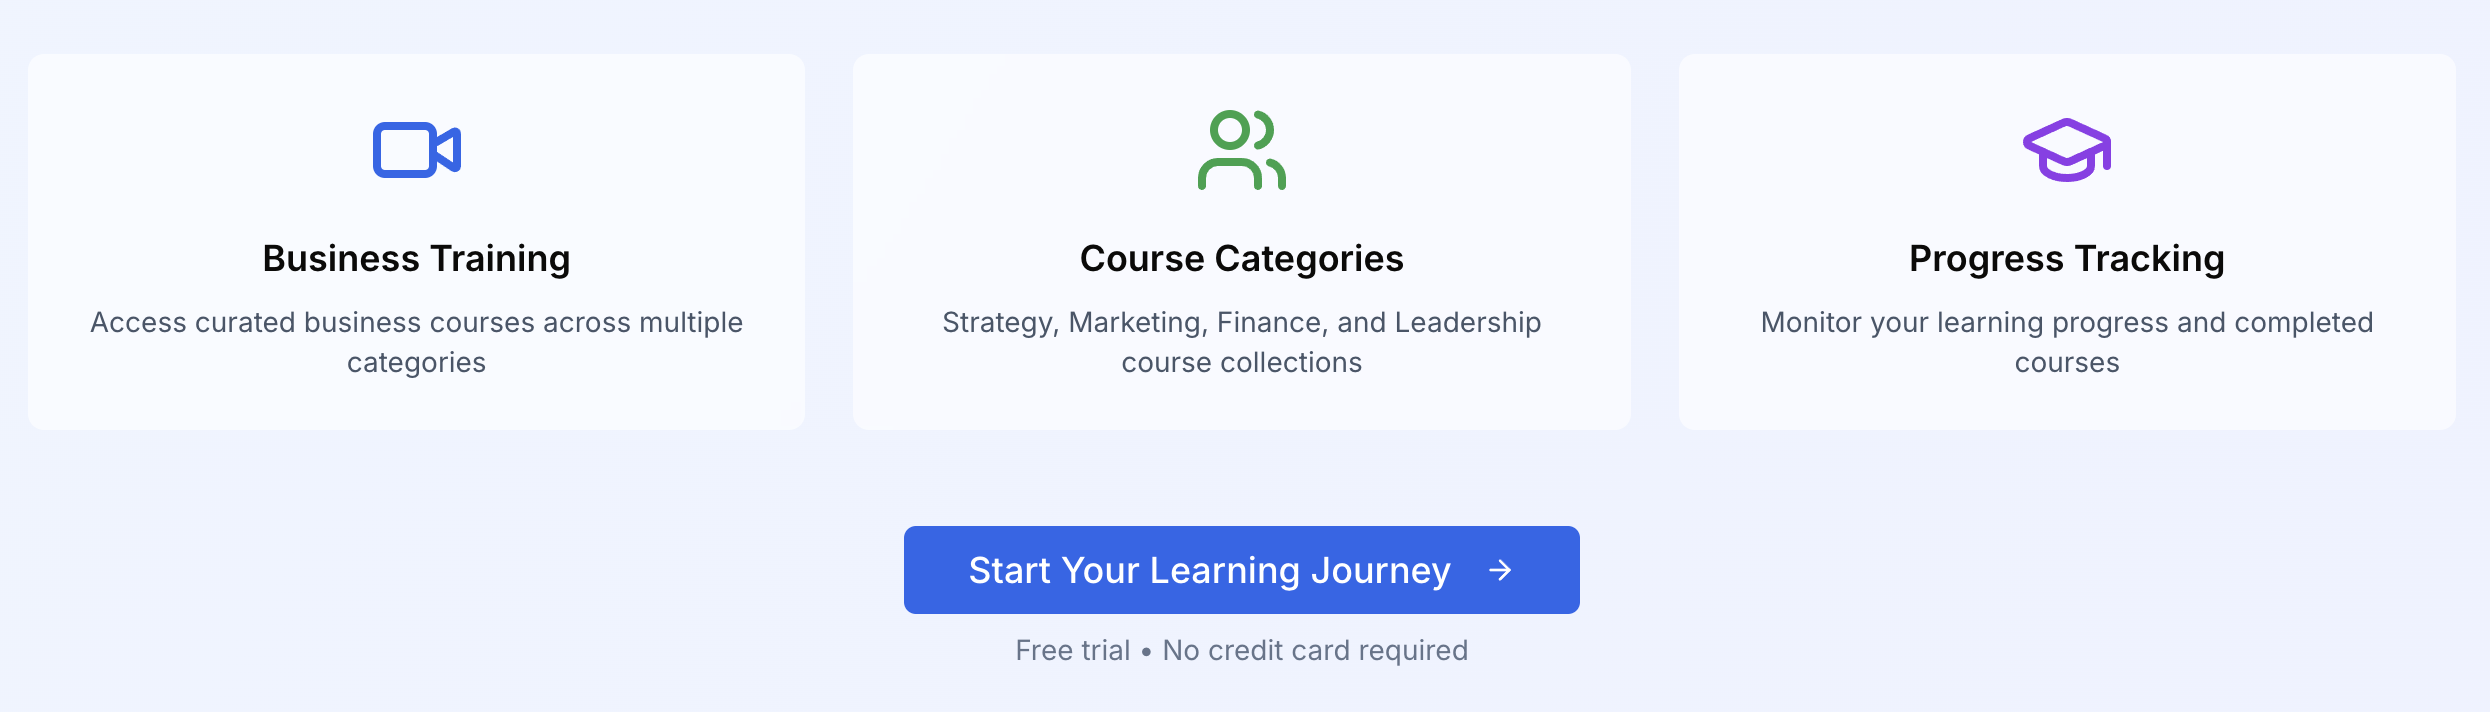 Business Training
Access curated business courses across multiple
categories
Course Categories
Strategy, Marketing, Finance, and Leadership
course collections
Progress Tracking
Monitor your learning progress and completed
courses
Start Your Learning Journey →
Free trial • No credit card required